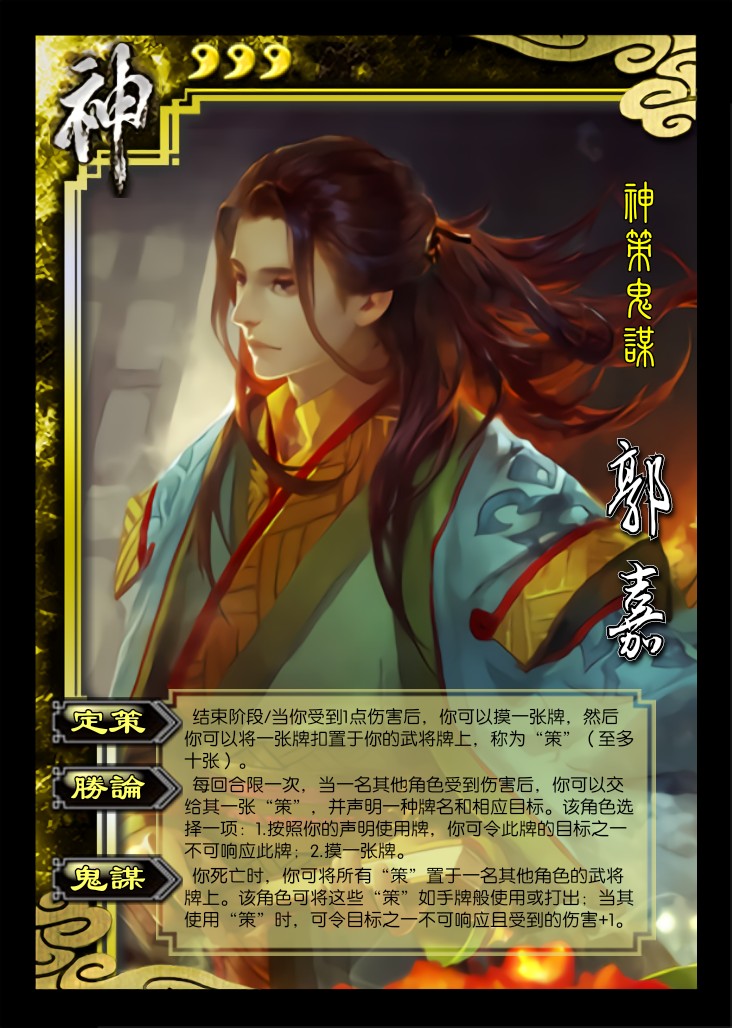 神
神策鬼謀
郭嘉
定策
结束阶段/当你受到1点伤害后，你可以摸一张牌，然后
你可以将一张牌扣置于你的武将牌上，称为“策”（至多
十张）。
勝論
每回合限一次，当一名其他角色受到伤害后，你可以交
给其一张“策”，并声明一种牌名和相应目标。该角色选
择一项：1.按照你的声明使用牌，你可令此牌的目标之一
不可响应此牌；2.摸一张牌。
鬼謀
你死亡时，你可将所有“策”置于一名其他角色的武将
牌上。该角色可将这些“策”如手牌般使用或打出；当其
使用“策”时，可令目标之一不可响应且受到的伤害+1。